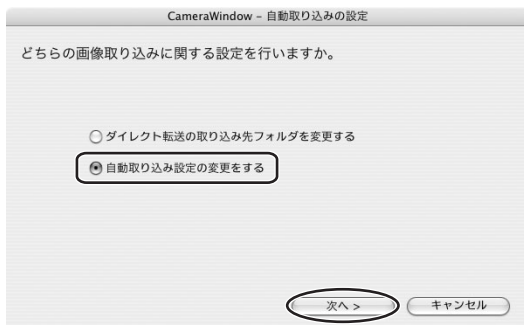 CameraWindow – 自動取り込みの設定
どちらの画像取り込みに関する設定を行いますか。
ダイレクト転送の取り込み先フォルダを変更する
自動取り込み設定の変更をする
次へ >
キャンセル